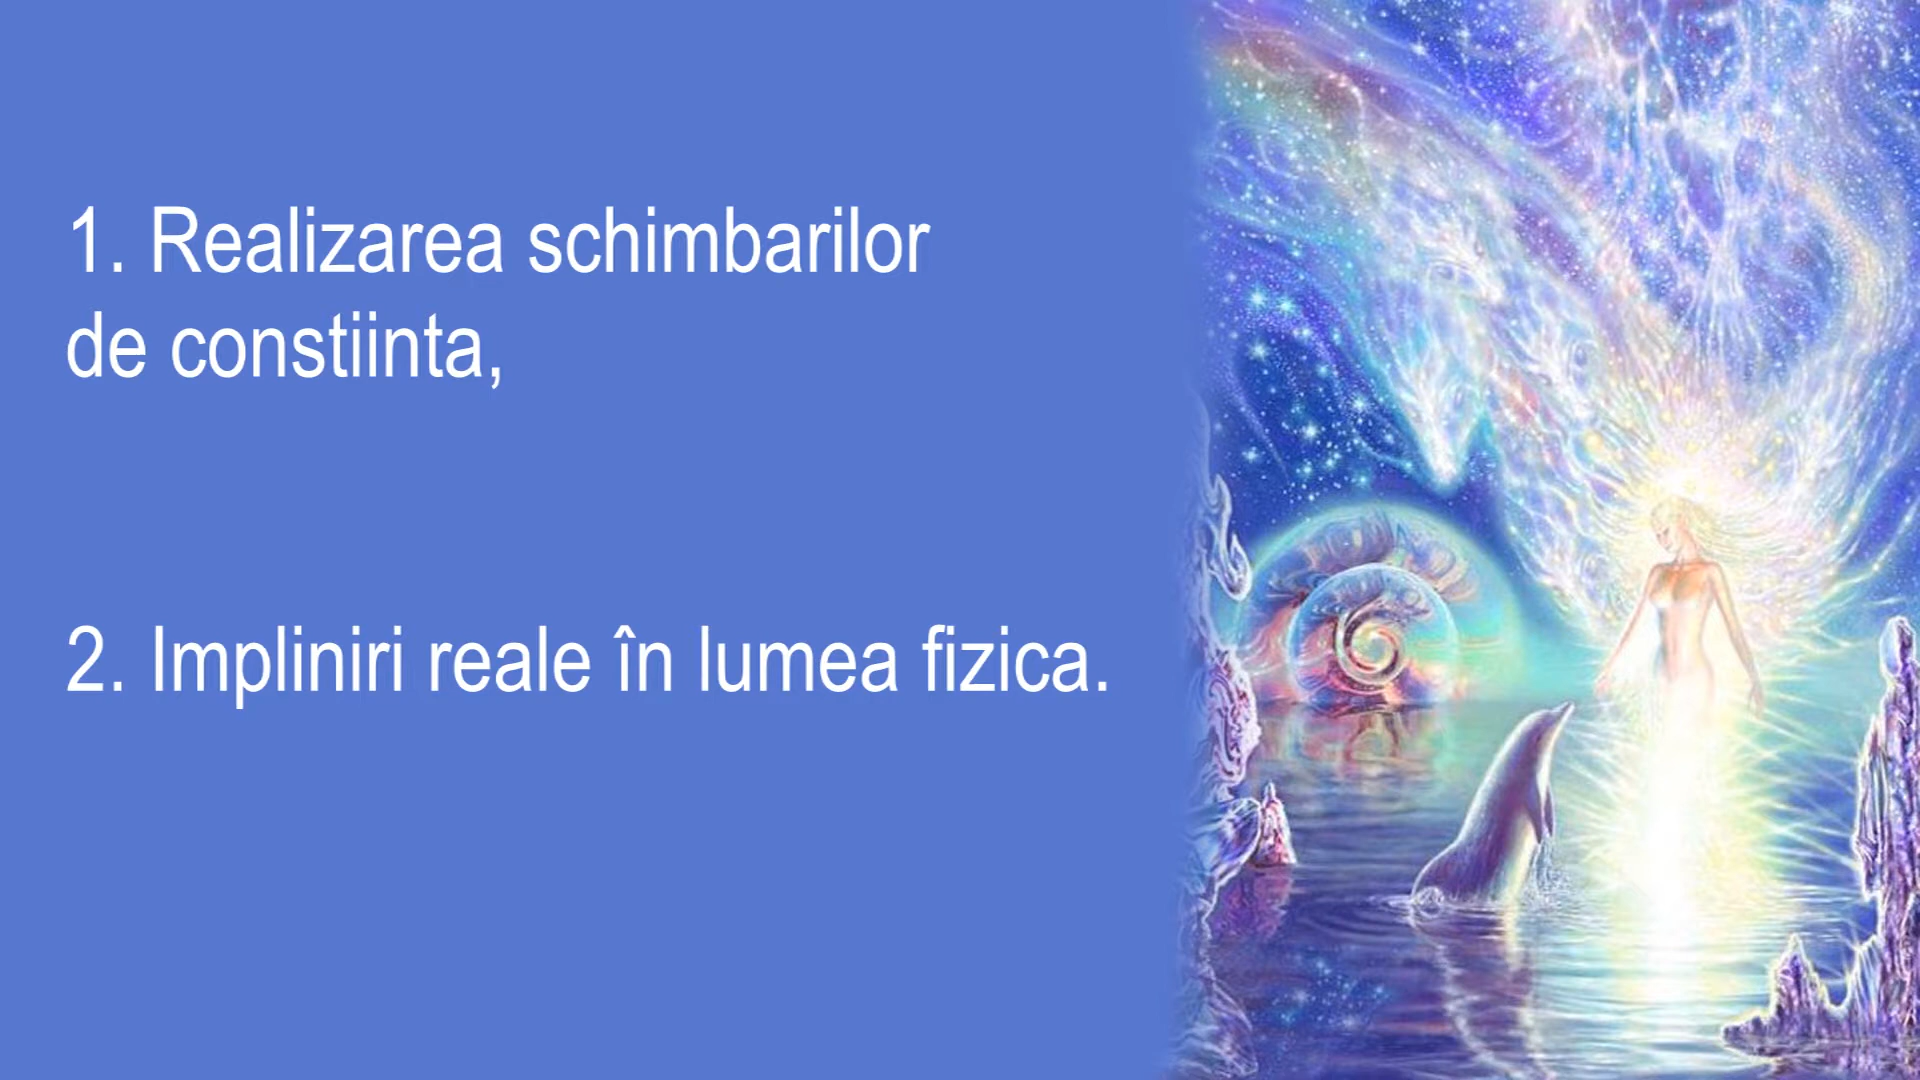 1. Realizarea schimbarilor
de constiinta,
2. Impliniri reale în lumea fizica.